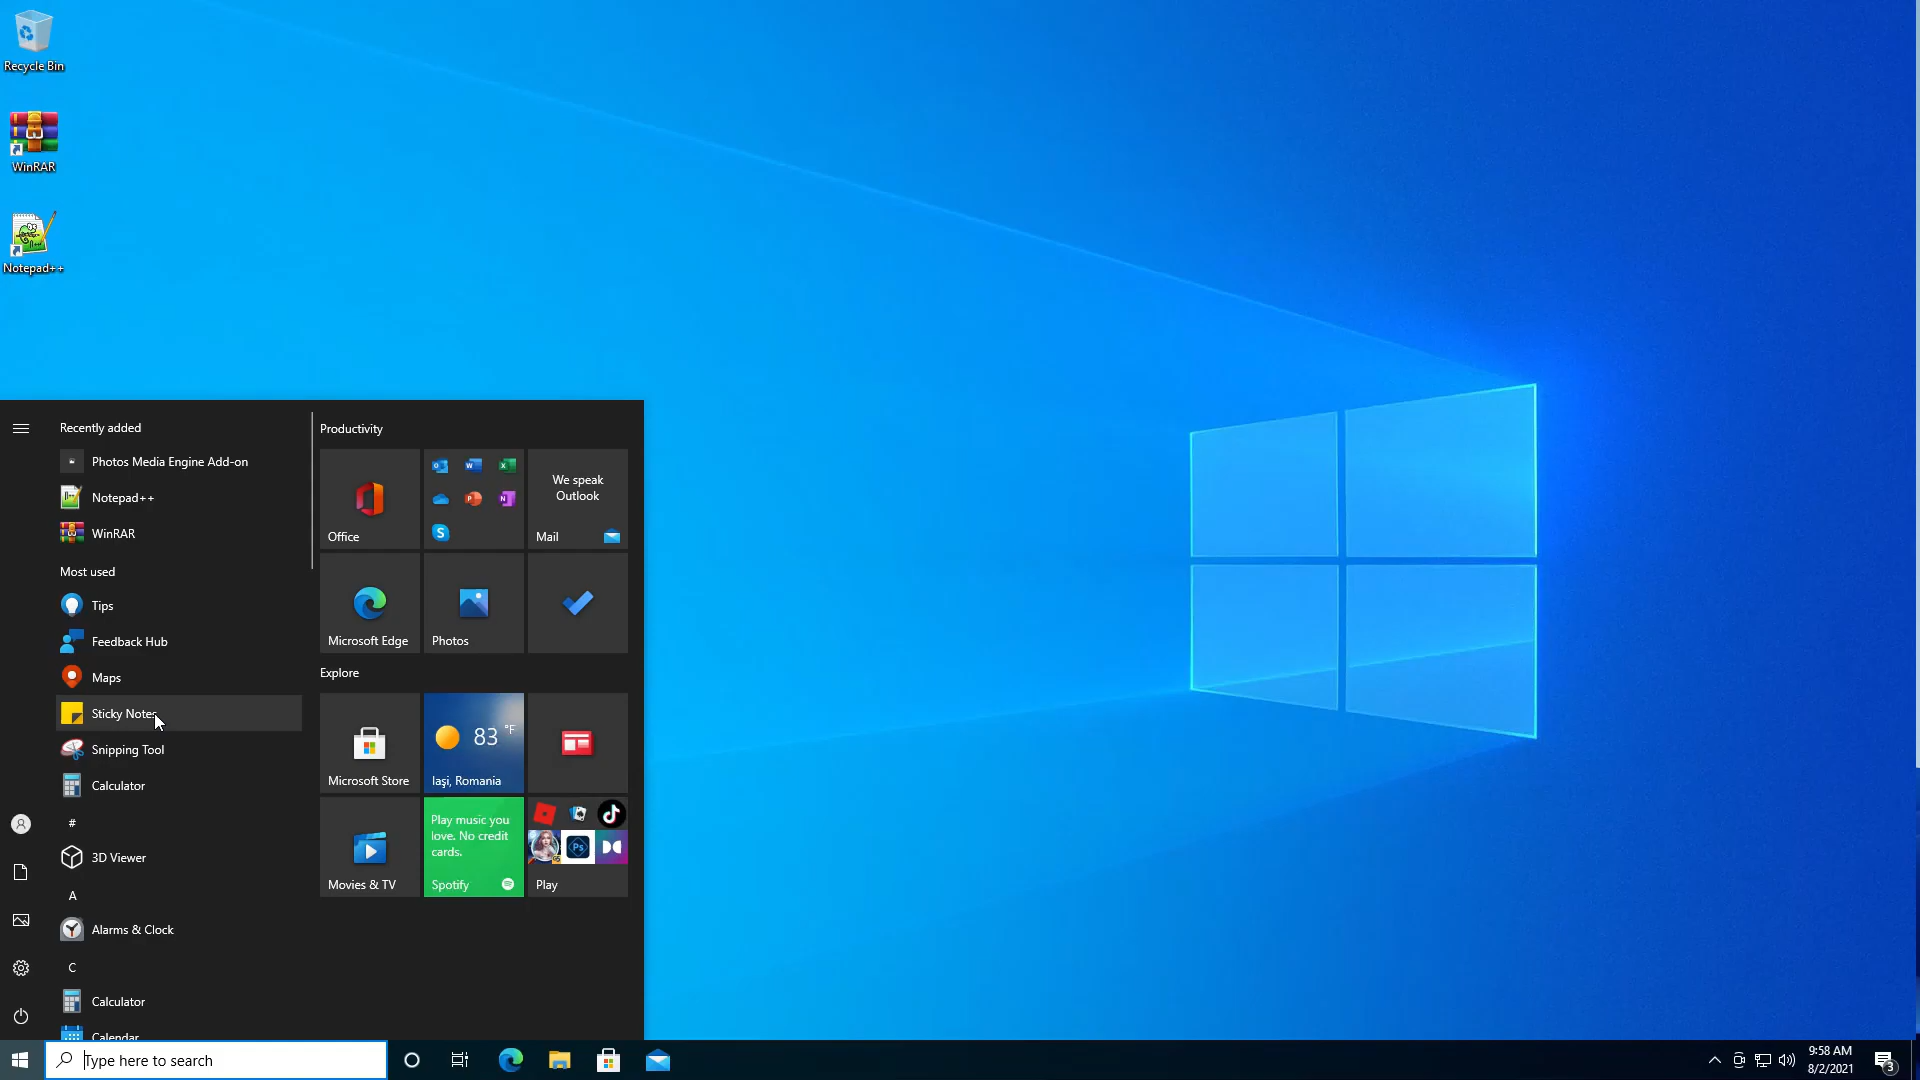 Recycle Bin
WinRAR
Notepad++
Recently added
Photos Media Engine Add-on
Notepad++
WinRAR
Most used
Tips
Feedback Hub
Maps
Sticky Notes
Snipping Tool
Calculator
#
3D Viewer
A
Alarms & Clock
C
Calculator
Calendar
Productivity
Office
We speak
Outlook
Mail
Microsoft Edge
Photos
Explore
Microsoft Store
83 °F
Iași, Romania
Movies & TV
Play music you
love. No credit
cards.
Spotify
Ps
Play
Type here to search
9:58 AM
8/2/2021
3